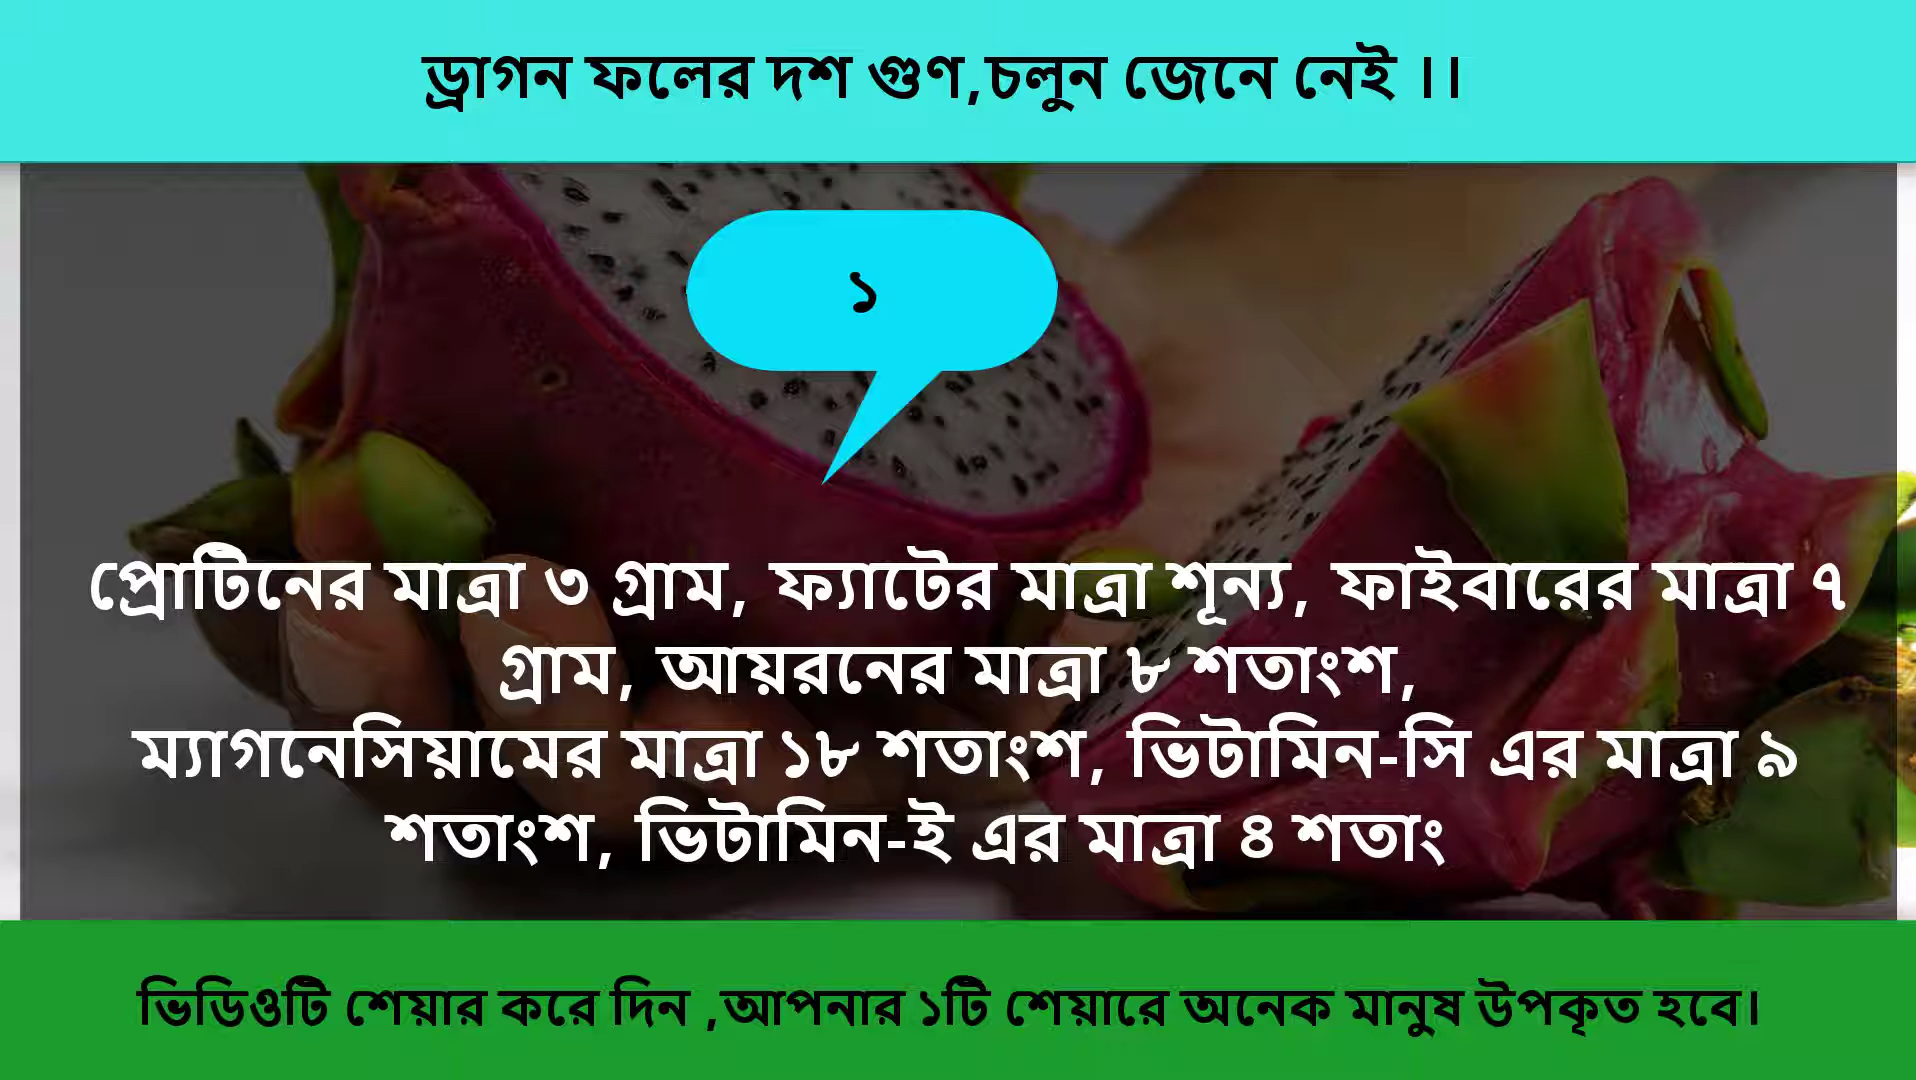 ড্রাগন ফলের দশ গুণ,চলুন জেনে নেই ।।
১
প্রোটিনের মাত্রা ৩ গ্রাম, ফ্যাটের মাত্রা শূন্য, ফাইবারের মাত্রা ৭
গ্রাম, আয়রনের মাত্রা ৮ শতাংশ,
ম্যাগনেসিয়ামের মাত্রা ১৮ শতাংশ, ভিটামিন-সি এর মাত্রা ৯
শতাংশ, ভিটামিন-ই এর মাত্রা ৪ শতাং
ভিডিওটি শেয়ার করে দিন ,আপনার ১টি শেয়ারে অনেক মানুষ উপকৃত হবে।